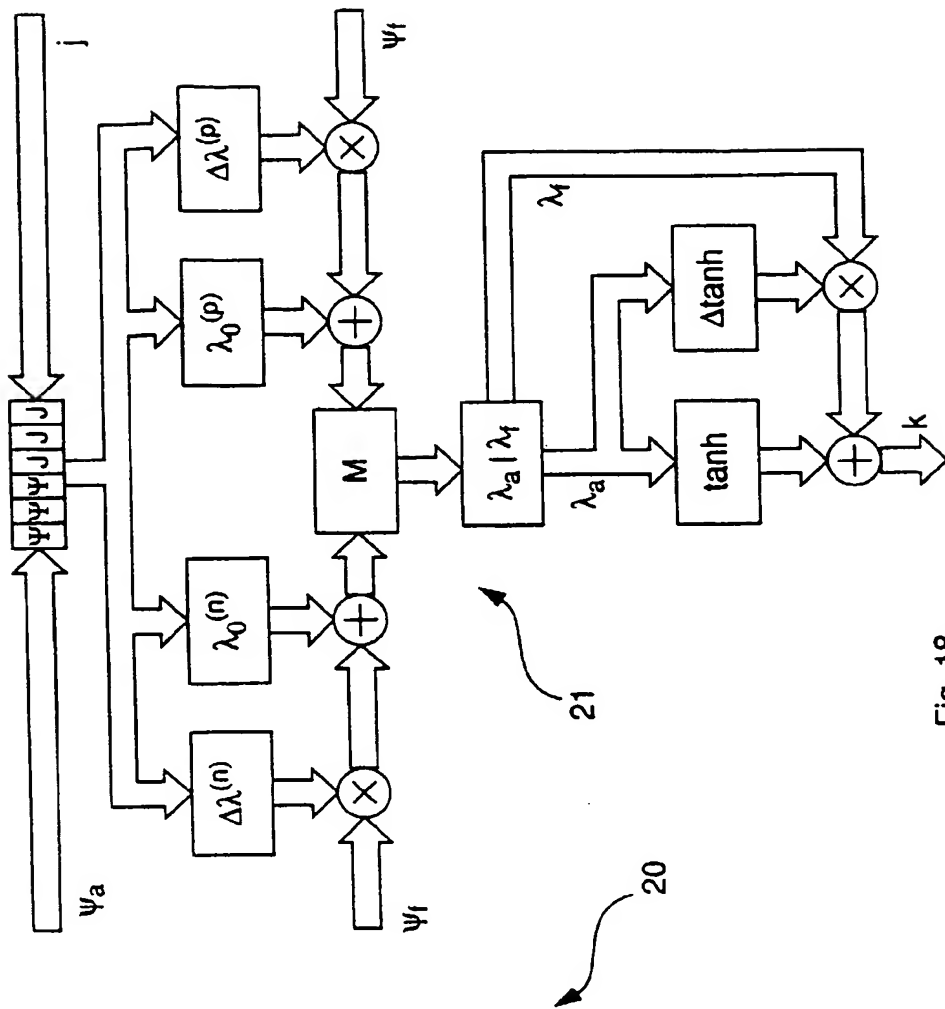 j
Ψ Ψ Ψ J J J
Ψa
Δλ(n)
λ0(n)
λ0(p)
Δλ(p)
Ψf
×
+
M
+
×
Ψf
λa | λf
λf
λa
tanh
Δtanh
+
×
k
21
20
Fig. 18